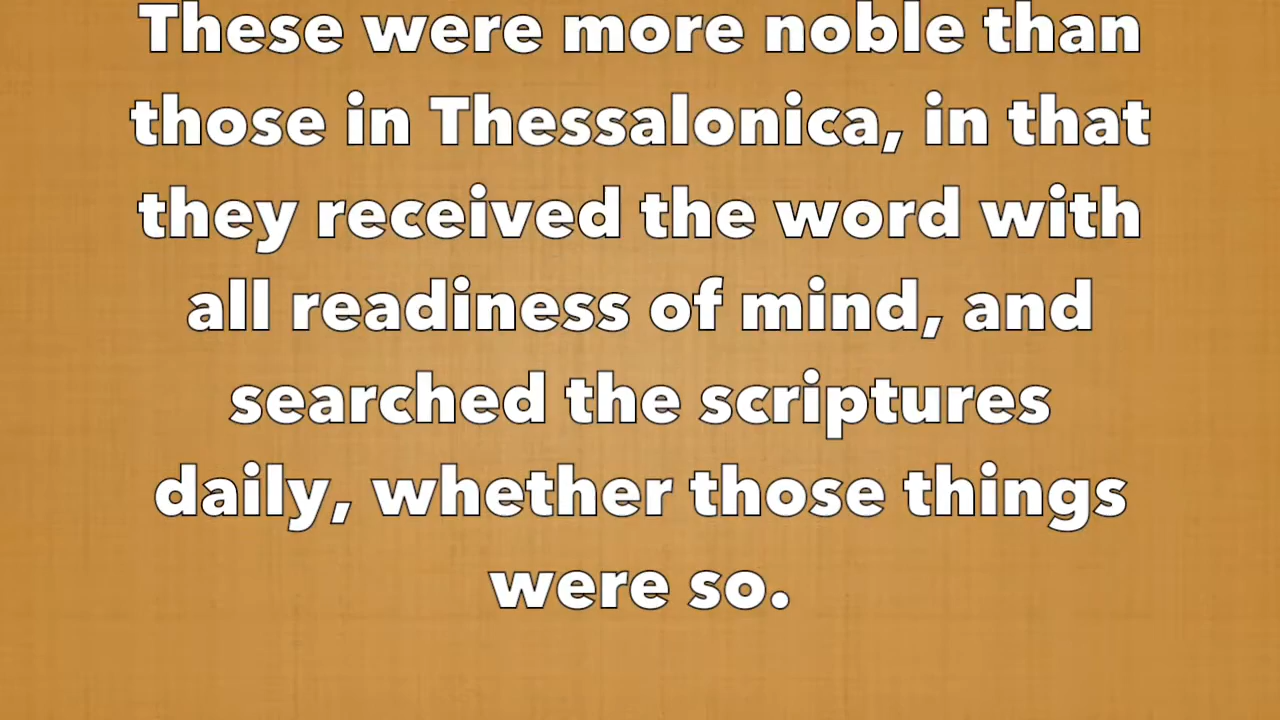 These were more noble than
those in Thessalonica, in that
they received the word with
all readiness of mind, and
searched the scriptures
daily, whether those things
were so.